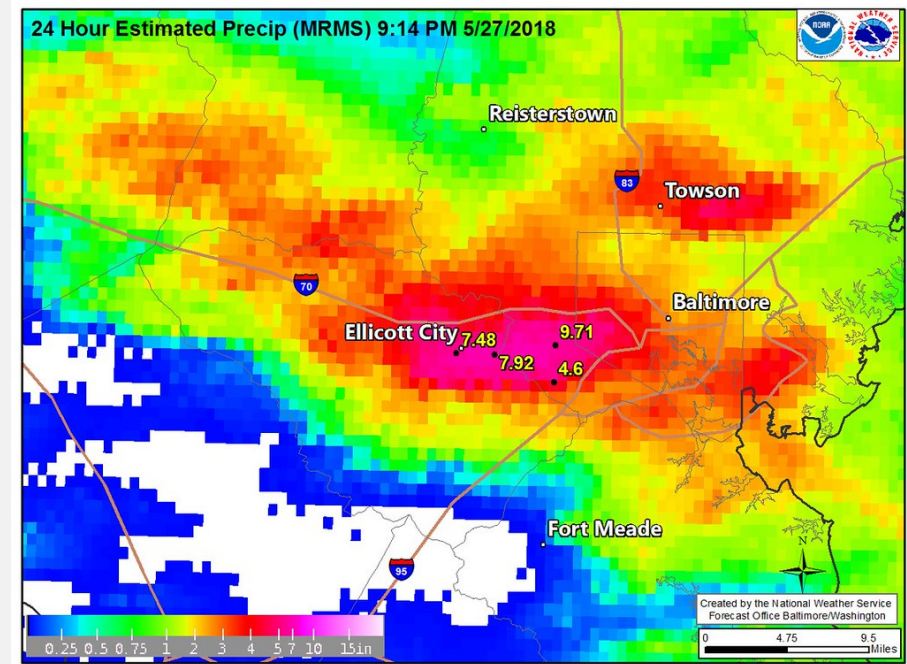 24 Hour Estimated Precip (MRMS) 9:14 PM 5/27/2018
NOAA
NATIONAL WEATHER SERVICE
Reisterstown
83
Towson
70
Baltimore
Ellicott City
7.48
9.71
7.92
4.6
Fort Meade
95
N
Created by the National Weather Service
Forecast Office Baltimore/Washington
0.25 0.5 0.75 1 2 3 4 5 7 10 15in
0 4.75 9.5
Miles